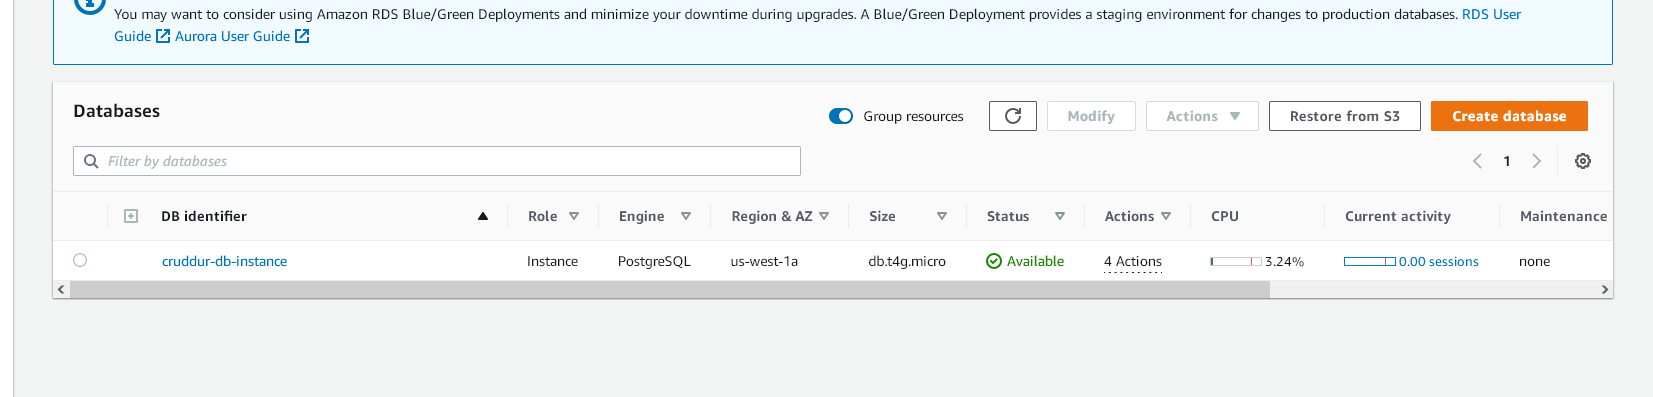 You may want to consider using Amazon RDS Blue/Green Deployments and minimize your downtime during upgrades. A Blue/Green Deployment provides a staging environment for changes to production databases. RDS User
Guide Aurora User Guide
Databases
Group resources
Modify
Actions
Restore from S3
Create database
Filter by databases
1
DB identifier Role Engine Region & AZ Size Status Actions CPU Current activity Maintenance
cruddur-db-instance Instance PostgreSQL us-west-1a db.t4g.micro Available 4 Actions 3.24% 0.00 sessions none